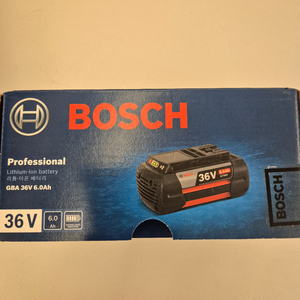 BOSCH
Professional
Lithium-ion battery
리튬-이온 배터리
GBA 36V 6.0Ah
36V
36 V
6.0
Ah
BOSCH